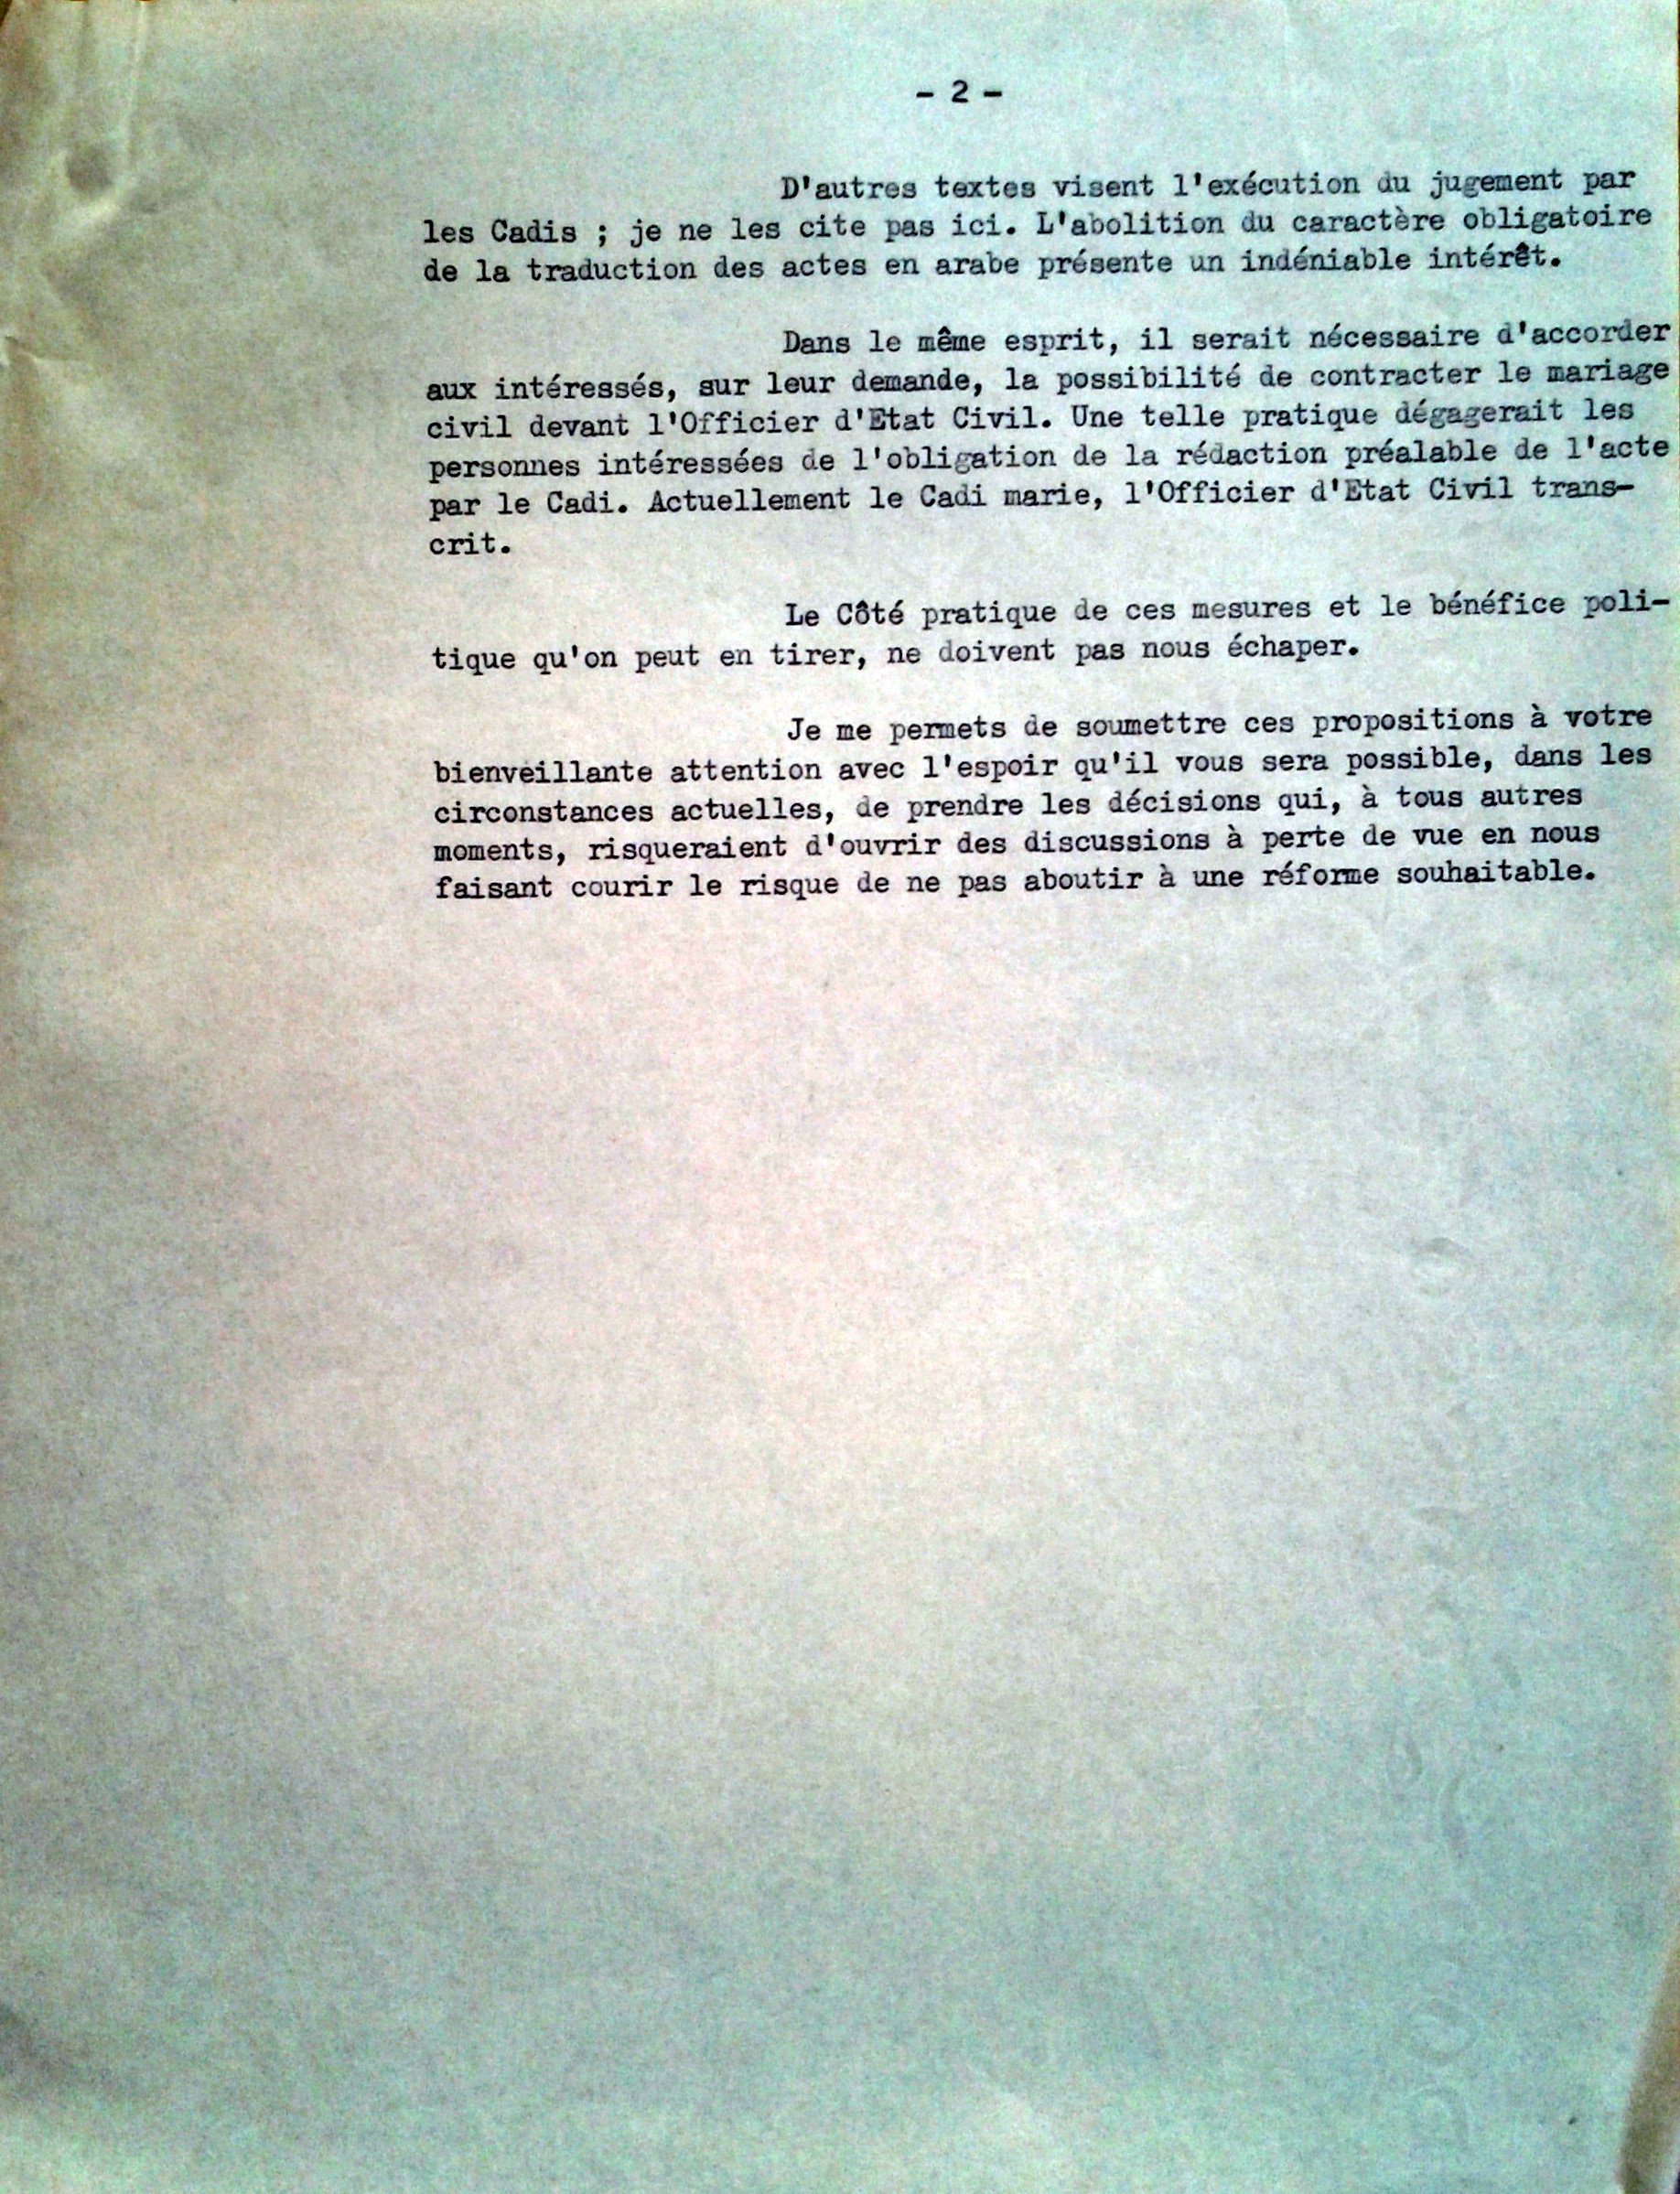 - 2 -
D'autres textes visent l'exécution du jugement par
les Cadis ; je ne les cite pas ici. L'abolition du caractère obligatoire
de la traduction des actes en arabe présente un indéniable intérêt.
Dans le même esprit, il serait nécessaire d'accorder
aux intéressés, sur leur demande, la possibilité de contracter le mariage
civil devant l'Officier d'Etat Civil. Une telle pratique dégagerait les
personnes intéressées de l'obligation de la rédaction préalable de l'acte
par le Cadi. Actuellement le Cadi marie, l'Officier d'Etat Civil trans-
crit.
Le Côté pratique de ces mesures et le bénéfice poli-
tique qu'on peut en tirer, ne doivent pas nous échaper.
Je me permets de soumettre ces propositions à votre
bienveillante attention avec l'espoir qu'il vous sera possible, dans les
circonstances actuelles, de prendre les décisions qui, à tous autres
moments, risqueraient d'ouvrir des discussions à perte de vue en nous
faisant courir le risque de ne pas aboutir à une réforme souhaitable.